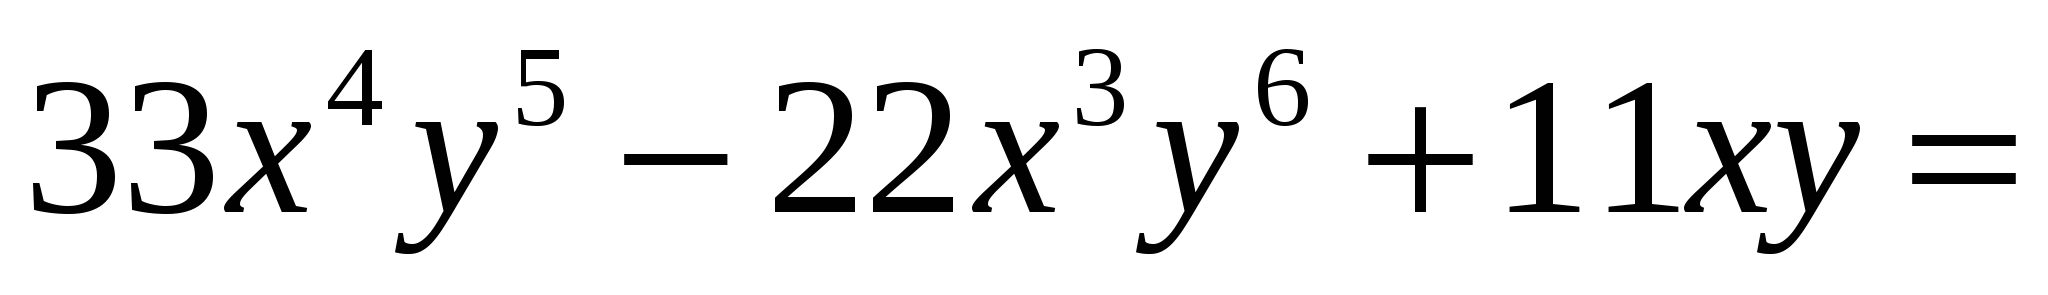 33x⁴y⁵ − 22x³y⁶ + 11xy =